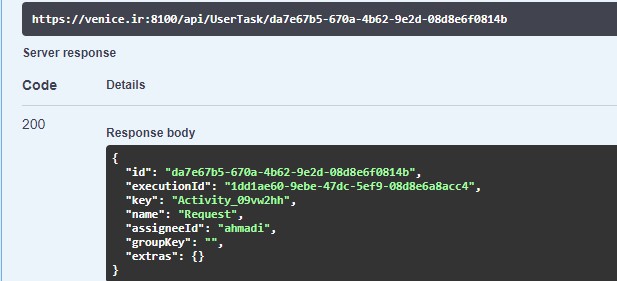 https://venice.ir:8100/api/UserTask/da7e67b5-670a-4b62-9e2d-08d8e6f0814b
Server response
Code Details
200
Response body
{
"id": "da7e67b5-670a-4b62-9e2d-08d8e6f0814b",
"executionId": "1dd1ae60-9ebe-47dc-5ef9-08d8e6a8acc4",
"key": "Activity_09vw2hh",
"name": "Request",
"assigneeId": "ahmadi",
"groupKey": "",
"extras": {}
}